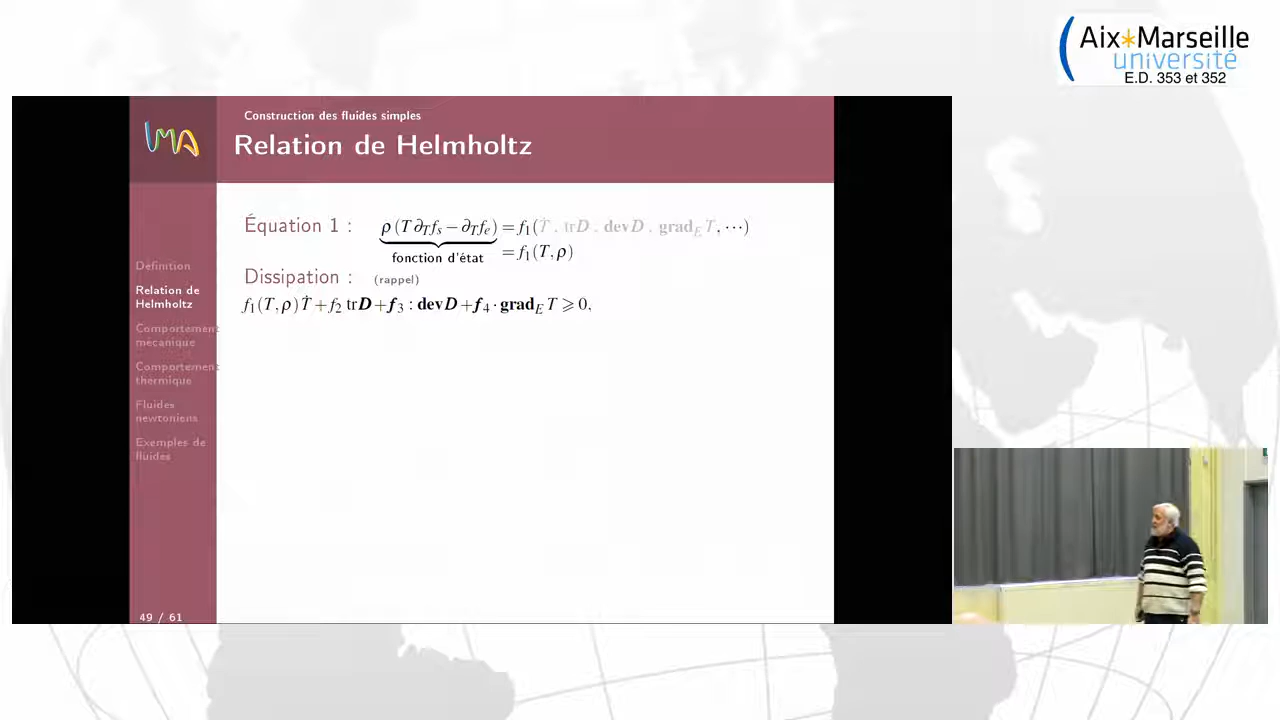 Aix*Marseille
université
E.D. 353 et 352
LMA
Construction des fluides simples
Relation de Helmholtz
Équation 1 : ρ (T ∂_T f_s − ∂_T f_e) = f_1(Ṫ, tr D, dev D, grad_E T, ⋯)
fonction d'état
= f_1(T, ρ)
Dissipation : (rappel)
f_1(T, ρ) Ṫ + f_2 tr D + f_3 : dev D + f_4 · grad_E T ⩾ 0,
Définition
Relation de
Helmholtz
Comportement
mécanique
Comportement
thermique
Fluides
newtoniens
Exemples de
fluides
49 / 61